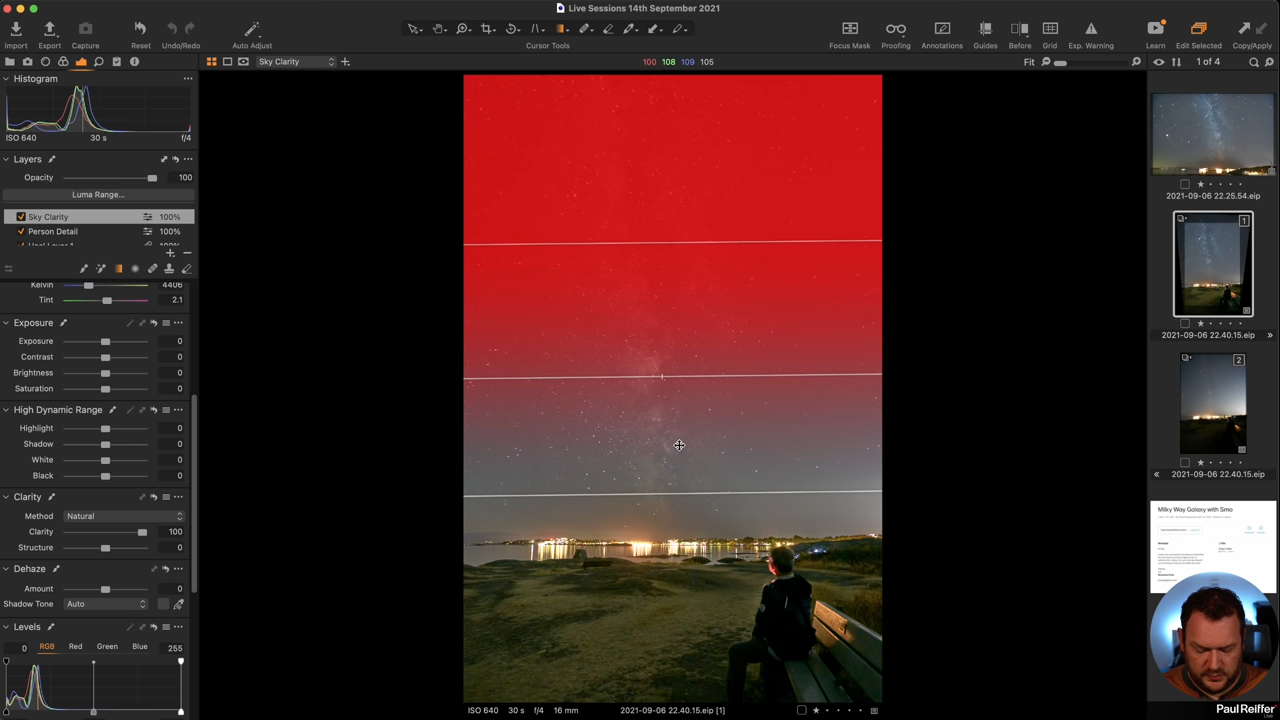 Live Sessions 14th September 2021
Import
Export
Capture
Reset
Undo/Redo
Auto Adjust
Cursor Tools
Focus Mask
Proofing
Annotations
Guides
Before
Grid
Exp. Warning
Learn
Edit Selected
Copy/Apply
Sky Clarity
100 108 109 105
Fit
1 of 4
Histogram
ISO 640 30 s f/4
Layers
Opacity 100
Luma Range...
Sky Clarity 100%
Person Detail 100%
Kelvin 4406
Tint 2.1
Exposure
Exposure 0
Contrast 0
Brightness 0
Saturation 0
High Dynamic Range
Highlight 0
Shadow 0
White 0
Black 0
Clarity
Method Natural
Clarity 100
Structure 0
Dehaze
Amount 0
Shadow Tone Auto
Levels
0 RGB Red Green Blue 255
ISO 640 30 s f/4 16 mm 2021-09-06 22.40.15.eip [1]
2021-09-06 22.25.54.eip
1
2021-09-06 22.40.15.eip
2
2021-09-06 22.40.15.eip
Milky Way Galaxy with Smo
Paul Reiffer
Live